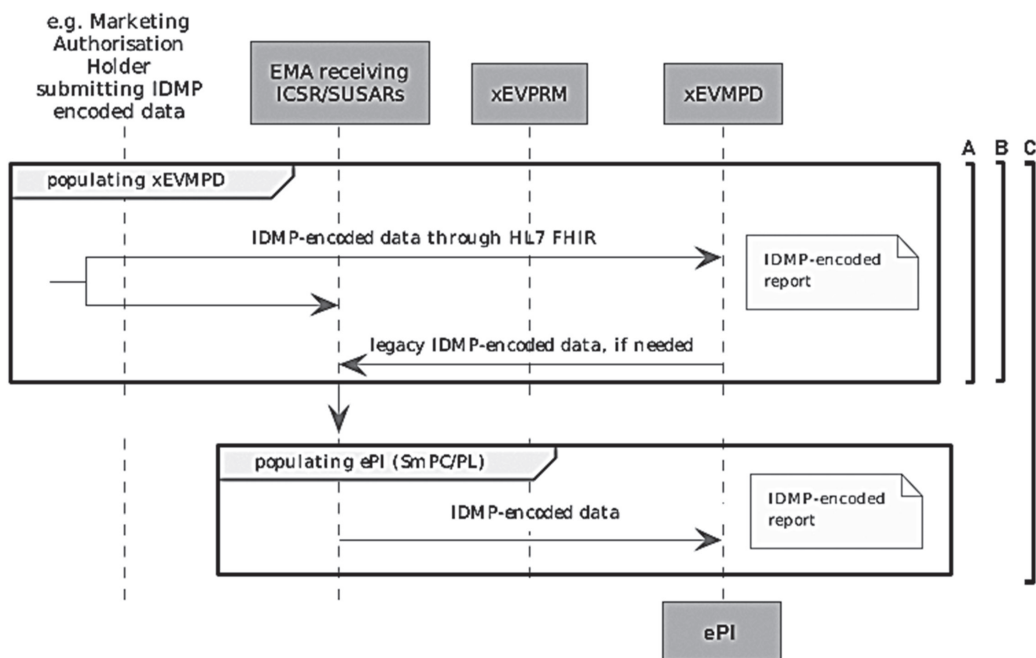 e.g. Marketing
Authorisation
Holder
submitting IDMP
encoded data
EMA receiving
ICSR/SUSARs
xEVPRM
xEVMPD
A
B
C
populating xEVMPD
IDMP-encoded data through HL7 FHIR
IDMP-encoded
report
legacy IDMP-encoded data, if needed
populating ePI (SmPC/PL)
IDMP-encoded data
IDMP-encoded
report
ePI